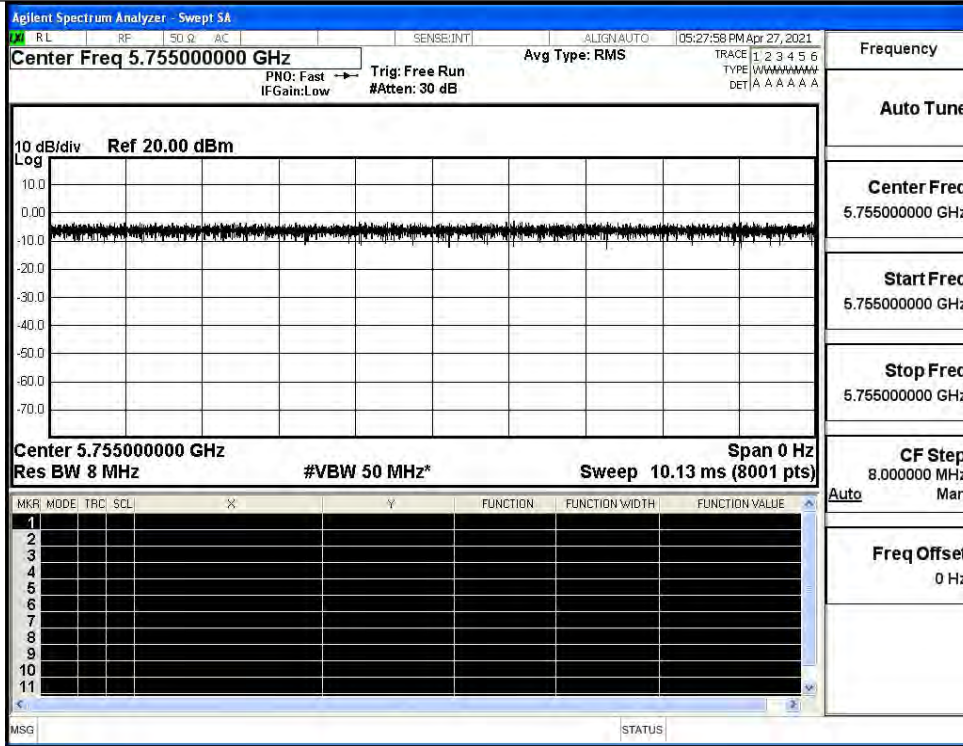 Agilent Spectrum Analyzer - Swept SA
LXI RL RF 50 Ω AC SENSE:INT ALIGNAUTO 05:27:58 PM Apr 27, 2021
Center Freq 5.755000000 GHz
PNO: Fast
IFGain:Low
Trig: Free Run
#Atten: 30 dB
Avg Type: RMS
TRACE 1 2 3 4 5 6
TYPE WWWWWW
DET A A A A A A
10 dB/div Ref 20.00 dBm
Log
10.0
0.00
-10.0
-20.0
-30.0
-40.0
-50.0
-60.0
-70.0
Center 5.755000000 GHz Span 0 Hz
Res BW 8 MHz #VBW 50 MHz* Sweep 10.13 ms (8001 pts)
MKR MODE TRC SCL X Y FUNCTION FUNCTION WIDTH FUNCTION VALUE
1
2
3
4
5
6
7
8
9
10
11
MSG STATUS
Frequency
Auto Tune
Center Freq
5.755000000 GHz
Start Freq
5.755000000 GHz
Stop Freq
5.755000000 GHz
CF Step
8.000000 MHz
Auto Man
Freq Offset
0 Hz